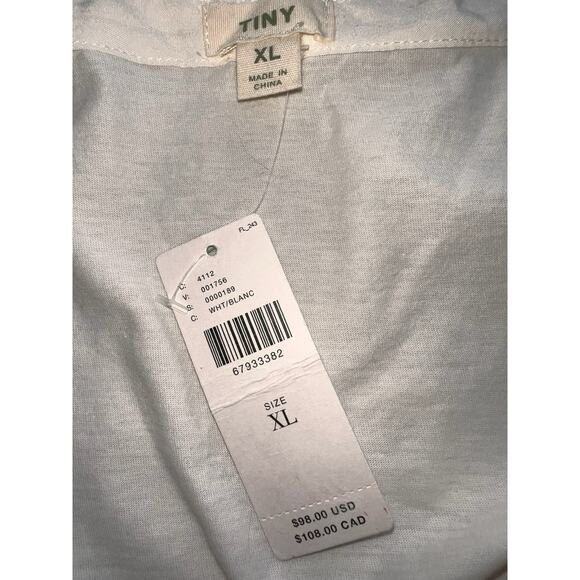 TINY
XL
MADE IN
CHINA
FL_243
C: 4112
V: 001756
S: 0000189
C: WHT/BLANC
67933382
SIZE
XL
$98.00 USD
$108.00 CAD